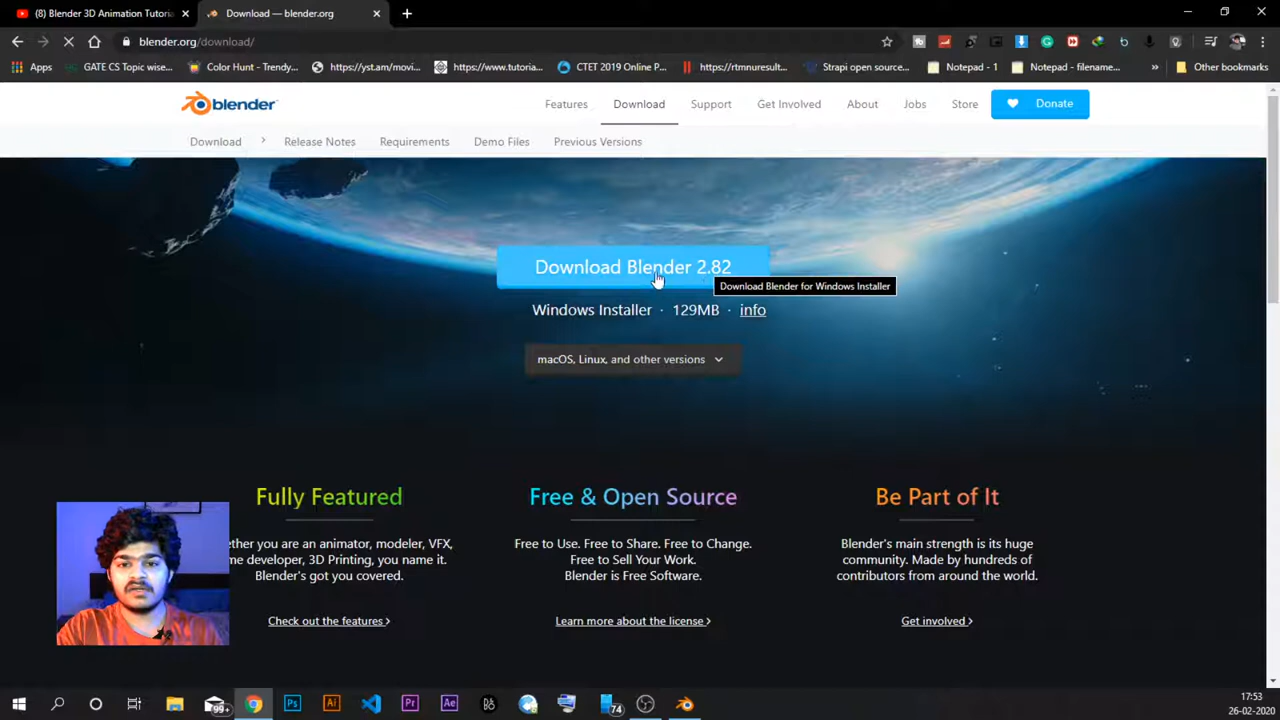 (8) Blender 3D Animation Tutoria
Download — blender.org
blender.org/download/
Apps
GATE CS Topic wise...
Color Hunt - Trendy...
https://yst.am/movi...
https://www.tutoria...
CTET 2019 Online P...
https://rtmnuresult...
Strapi open source...
Notepad - 1
Notepad - filename...
Other bookmarks
blender
Features
Download
Support
Get Involved
About
Jobs
Store
Donate
Download
Release Notes
Requirements
Demo Files
Previous Versions
Download Blender 2.82
Download Blender for Windows Installer
Windows Installer · 129MB · info
macOS, Linux, and other versions
Fully Featured
ether you are an animator, modeler, VFX,
me developer, 3D Printing, you name it.
Blender's got you covered.
Check out the features
Free & Open Source
Free to Use. Free to Share. Free to Change.
Free to Sell Your Work.
Blender is Free Software.
Learn more about the license
Be Part of It
Blender's main strength is its huge
community. Made by hundreds of
contributors from around the world.
Get involved
99+
Ps
Ai
Pr
Ae
74
17:53
26-02-2020